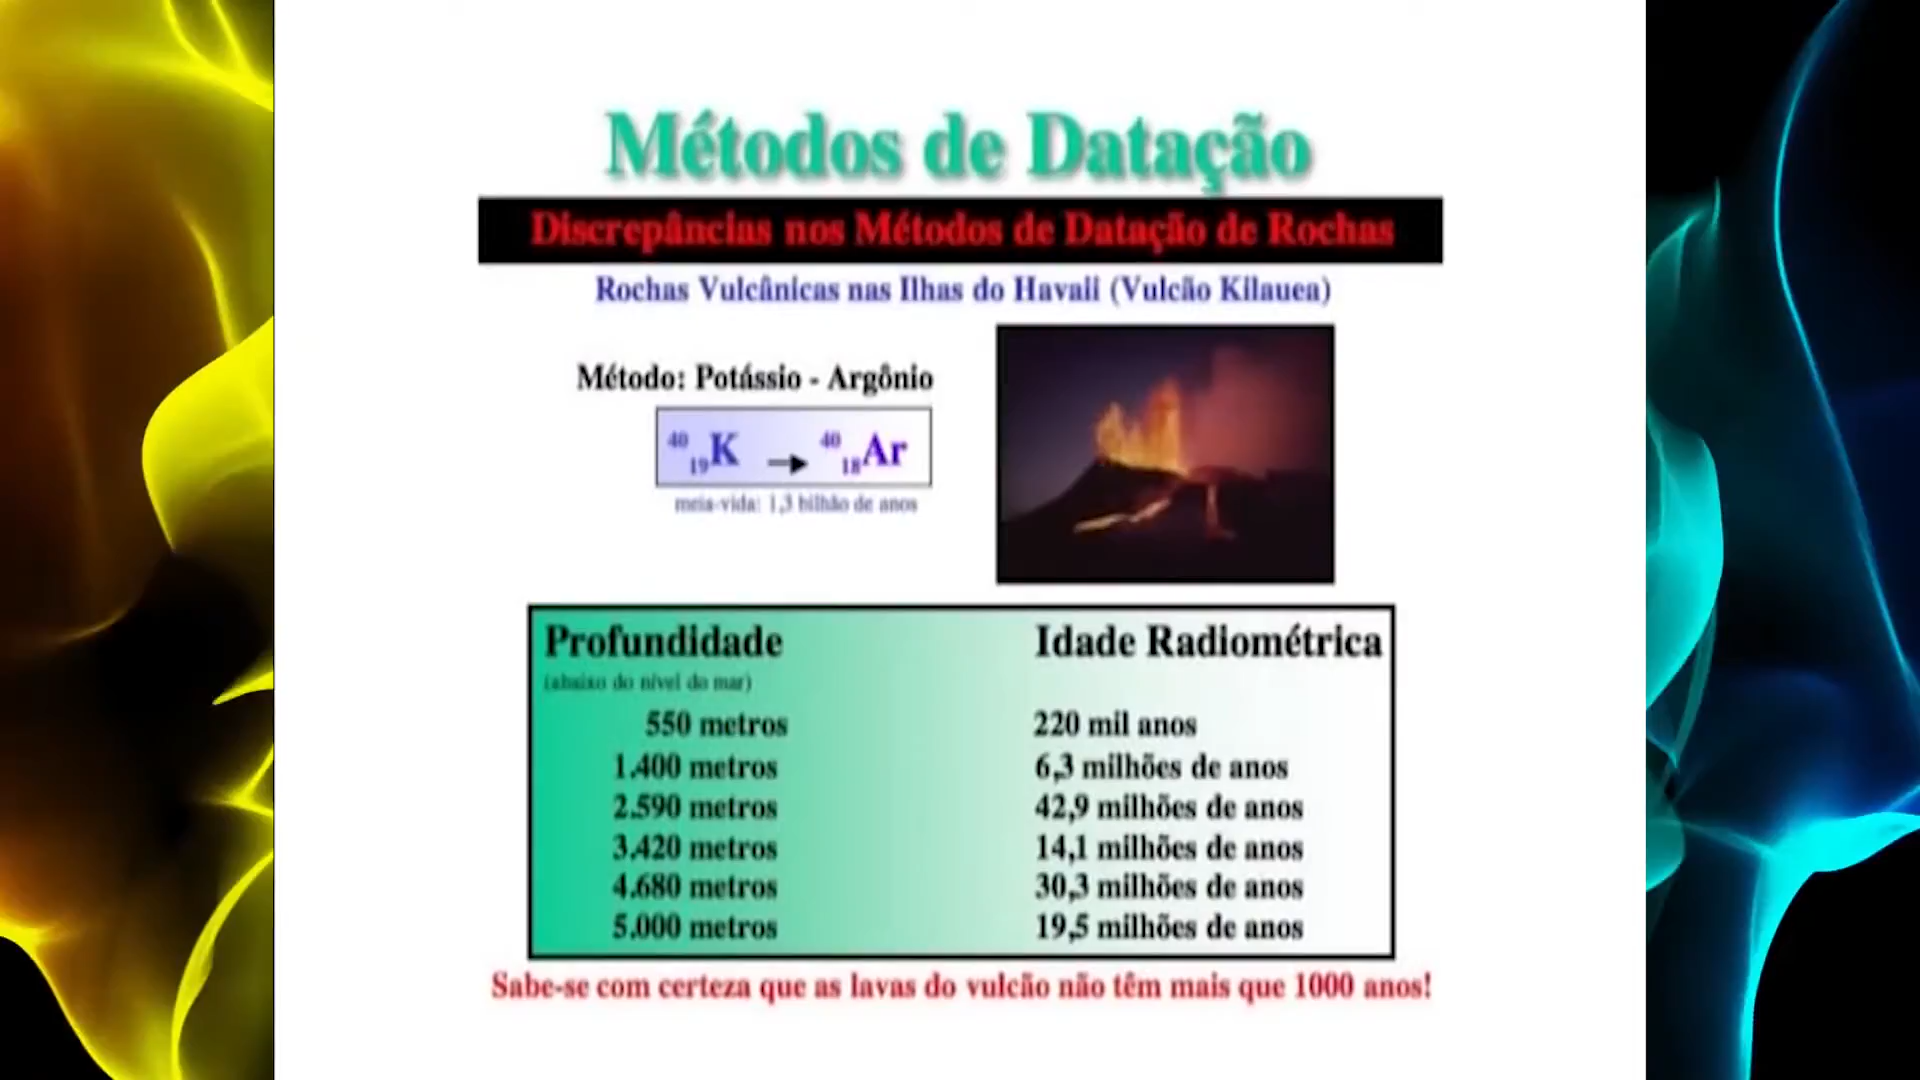 Métodos de Datação
Discrepâncias nos Métodos de Datação de Rochas
Rochas Vulcânicas nas Ilhas do Havaii (Vulcão Kilauea)
Método: Potássio - Argônio
40 19 K → 40 18 Ar
meia-vida: 1,3 bilhão de anos
Profundidade Idade Radiométrica
(abaixo do nível do mar)
550 metros 220 mil anos
1.400 metros 6,3 milhões de anos
2.590 metros 42,9 milhões de anos
3.420 metros 14,1 milhões de anos
4.680 metros 30,3 milhões de anos
5.000 metros 19,5 milhões de anos
Sabe-se com certeza que as lavas do vulcão não têm mais que 1000 anos!